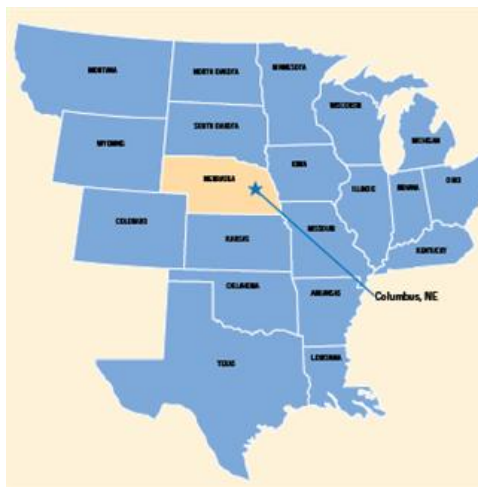 MONTANA
NORTH DAKOTA
MINNESOTA
WISCONSIN
MICHIGAN
SOUTH DAKOTA
WYOMING
IOWA
NEBRASKA
ILLINOIS
INDIANA
OHIO
COLORADO
KANSAS
MISSOURI
KENTUCKY
OKLAHOMA
ARKANSAS
Columbus, NE
TEXAS
LOUISIANA